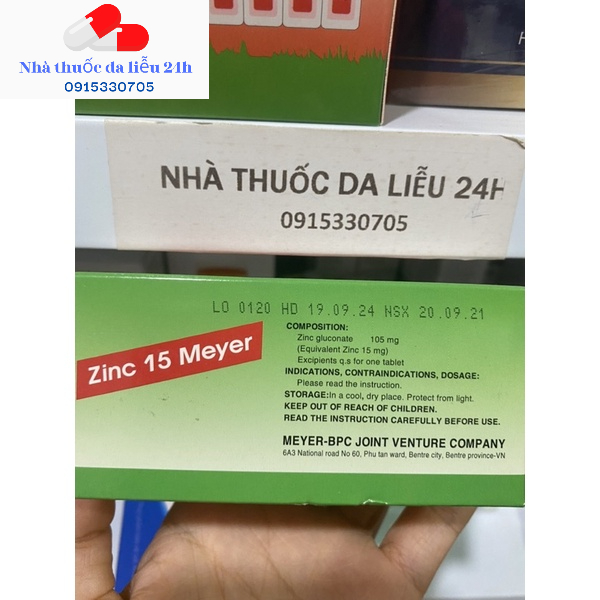 Nhà thuốc da liễu 24h
0915330705
NHÀ THUỐC DA LIỄU 24H
0915330705
LO 0120 HD 19.09.24 NSX 20.09.21
Zinc 15 Meyer
COMPOSITION:
Zinc gluconate 105 mg
(Equivalent Zinc 15 mg)
Excipients q.s for one tablet
INDICATIONS, CONTRAINDICATIONS, DOSAGE:
Please read the instruction.
STORAGE:In a cool, dry place. Protect from light.
KEEP OUT OF REACH OF CHILDREN.
READ THE INSTRUCTION CAREFULLY BEFORE USE.
MEYER-BPC JOINT VENTURE COMPANY
6A3 National road No 60, Phu tan ward, Bentre city, Bentre province-VN